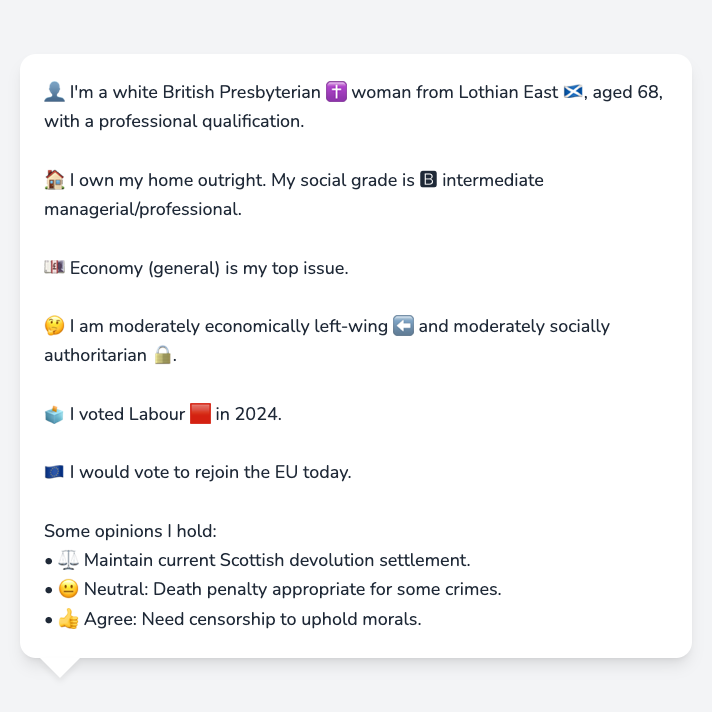 👤 I'm a white British Presbyterian ✝️ woman from Lothian East 🏴󠁧󠁢󠁳󠁣󠁴󠁿, aged 68,
with a professional qualification.
🏠 I own my home outright. My social grade is 🅱 intermediate
managerial/professional.
💷 Economy (general) is my top issue.
🤔 I am moderately economically left-wing ⬅️ and moderately socially
authoritarian 🔒.
🗳️ I voted Labour 🟥 in 2024.
🇪🇺 I would vote to rejoin the EU today.
Some opinions I hold:
• ⚖️ Maintain current Scottish devolution settlement.
• 😐 Neutral: Death penalty appropriate for some crimes.
• 👍 Agree: Need censorship to uphold morals.